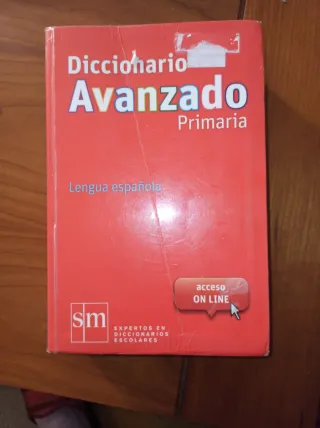 Diccionario
Avanzado
Primaria
Lengua española
acceso
ON LINE
sm
EXPERTOS EN
DICCIONARIOS
ESCOLARES